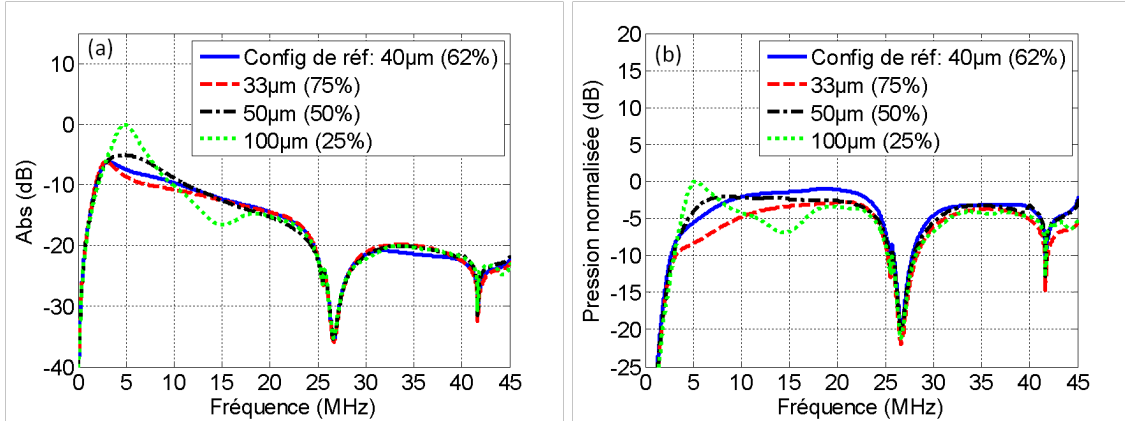 (a)
Config de réf: 40µm (62%)
33µm (75%)
50µm (50%)
100µm (25%)
10
0
-10
-20
-30
-40
Abs (dB)
0 5 10 15 20 25 30 35 40 45
Fréquence (MHz)
(b)
Config de réf: 40µm (62%)
33µm (75%)
50µm (50%)
100µm (25%)
20
15
10
5
0
-5
-10
-15
-20
-25
Pression normalisée (dB)
0 5 10 15 20 25 30 35 40 45
Fréquence (MHz)